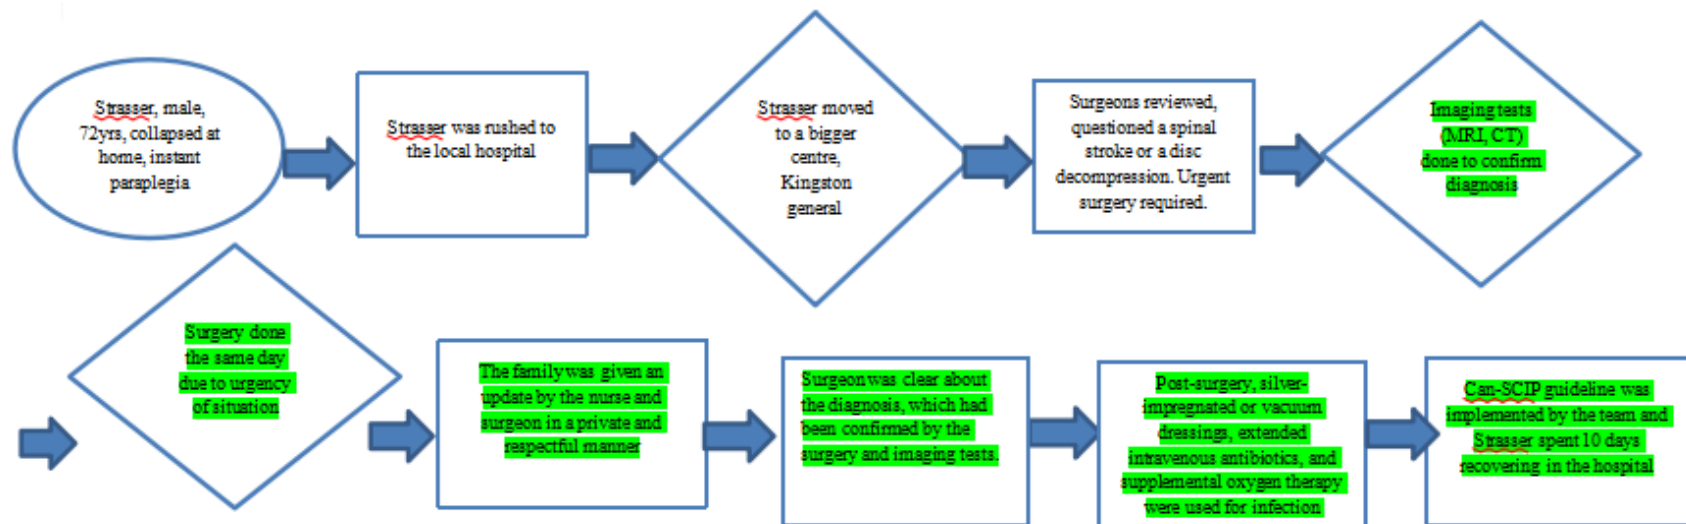 Strasser, male,
72yrs, collapsed at
home, instant
paraplegia
Strasser was rushed to
the local hospital
Strasser moved
to a bigger
centre,
Kingston
general
Surgeons reviewed,
questioned a spinal
stroke or a disc
decompression. Urgent
surgery required.
Imaging tests
(MRI, CT)
done to confirm
diagnosis
Surgery done
the same day
due to urgency
of situation
The family was given an
update by the nurse and
surgeon in a private and
respectful manner
Surgeon was clear about
the diagnosis, which had
been confirmed by the
surgery and imaging tests.
Post-surgery, silver-
impregnated or vacuum
dressings, extended
intravenous antibiotics, and
supplemental oxygen therapy
were used for infection
Can-SCIP guideline was
implemented by the team and
Strasser spent 10 days
recovering in the hospital